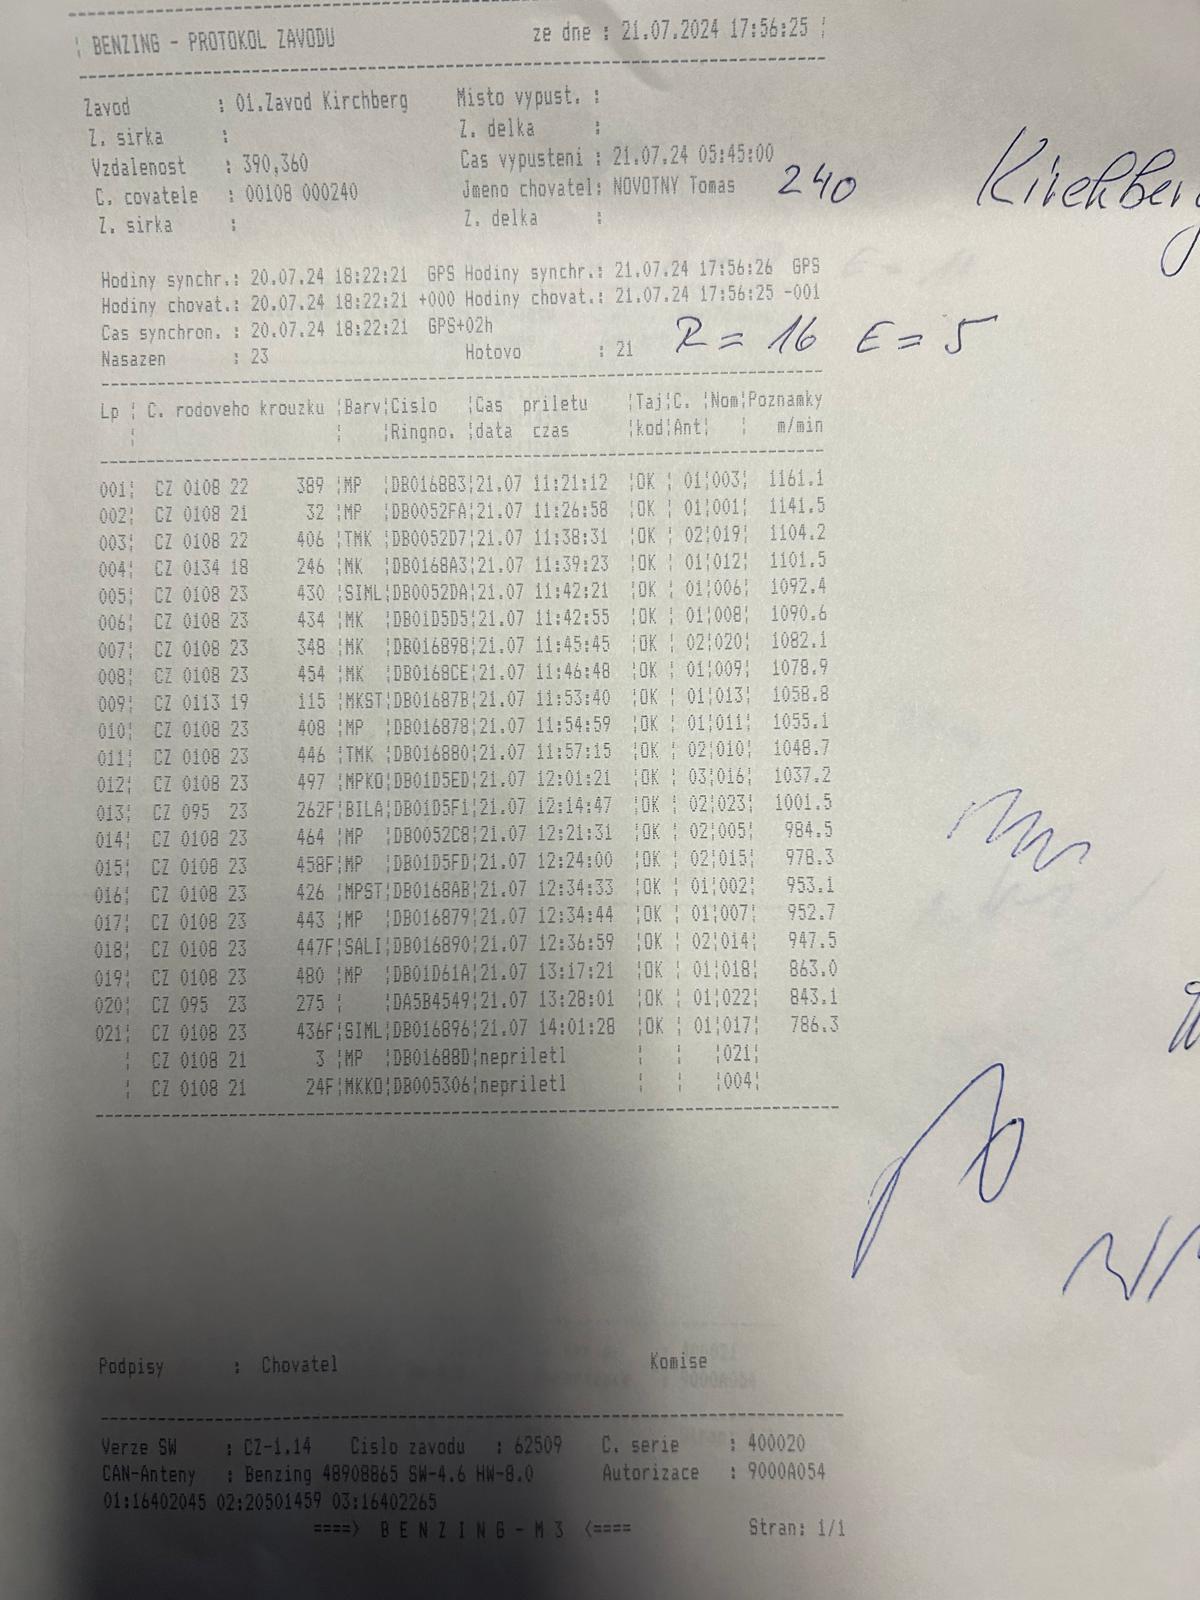 BENZING - PROTOKOL ZAVODU ze dne : 21.07.2024 17:56:25
Zavod : 01.Zavod Kirchberg Misto vypust. :
Z. sirka : Z. delka :
Vzdalenost : 390,360 Cas vypusteni : 21.07.24 05:45:00
C. covatele : 00108 000240 Jmeno chovatel: NOVOTNY Tomas 240 Kirchberg
Z. sirka : Z. delka :
Hodiny synchr.: 20.07.24 18:22:21 GPS Hodiny synchr.: 21.07.24 17:56:26 GPS
Hodiny chovat.: 20.07.24 18:22:21 +000 Hodiny chovat.: 21.07.24 17:56:25 -001
Cas synchron. : 20.07.24 18:22:21 GPS+02h
Nasazen : 23 Hotovo : 21 R = 16 E = 5
Lp ¦ C. rodoveho krouzku ¦Barv¦Cislo ¦Cas priletu ¦Taj¦C. ¦Nom¦Poznamky
¦ ¦ ¦Ringno. ¦data czas ¦kod¦Ant¦ ¦ m/min
001¦ CZ 0108 22 389 ¦MP ¦DB016883¦21.07 11:21:12 ¦OK ¦ 01¦003¦ 1161.1
002¦ CZ 0108 21 32 ¦MP ¦DB0052FA¦21.07 11:26:58 ¦OK ¦ 01¦001¦ 1141.5
003¦ CZ 0108 22 406 ¦TMK ¦DB0052D7¦21.07 11:38:31 ¦OK ¦ 02¦019¦ 1104.2
004¦ CZ 0134 18 246 ¦MK ¦DB0168A3¦21.07 11:39:23 ¦OK ¦ 01¦012¦ 1101.5
005¦ CZ 0108 23 430 ¦SIML¦DB0052DA¦21.07 11:42:21 ¦OK ¦ 01¦006¦ 1092.4
006¦ CZ 0108 23 434 ¦MK ¦DB01D5D5¦21.07 11:42:55 ¦OK ¦ 01¦008¦ 1090.6
007¦ CZ 0108 23 348 ¦MK ¦DB01689B¦21.07 11:45:45 ¦OK ¦ 02¦020¦ 1082.1
008¦ CZ 0108 23 454 ¦MK ¦DB0168CE¦21.07 11:46:48 ¦OK ¦ 01¦009¦ 1078.9
009¦ CZ 0113 19 115 ¦MKST¦DB01687B¦21.07 11:53:40 ¦OK ¦ 01¦013¦ 1058.8
010¦ CZ 0108 23 408 ¦MP ¦DB016878¦21.07 11:54:59 ¦OK ¦ 01¦011¦ 1055.1
011¦ CZ 0108 23 446 ¦TMK ¦DB016880¦21.07 11:57:15 ¦OK ¦ 02¦010¦ 1048.7
012¦ CZ 0108 23 497 ¦MPKO¦DB01D5ED¦21.07 12:01:21 ¦OK ¦ 03¦016¦ 1037.2
013¦ CZ 095 23 262F¦BILA¦DB01D5F1¦21.07 12:14:47 ¦OK ¦ 02¦023¦ 1001.5
014¦ CZ 0108 23 464 ¦MP ¦DB0052C8¦21.07 12:21:31 ¦OK ¦ 02¦005¦ 984.5
015¦ CZ 0108 23 458F¦MP ¦DB01D5FD¦21.07 12:24:00 ¦OK ¦ 02¦015¦ 978.3
016¦ CZ 0108 23 426 ¦MPST¦DB0168AB¦21.07 12:34:33 ¦OK ¦ 01¦002¦ 953.1
017¦ CZ 0108 23 443 ¦MP ¦DB016879¦21.07 12:34:44 ¦OK ¦ 01¦007¦ 952.7
018¦ CZ 0108 23 447F¦SALI¦DB016890¦21.07 12:36:59 ¦OK ¦ 02¦014¦ 947.5
019¦ CZ 0108 23 480 ¦MP ¦DB01D61A¦21.07 13:17:21 ¦OK ¦ 01¦018¦ 863.0
020¦ CZ 095 23 275 ¦ ¦DA5B4549¦21.07 13:28:01 ¦OK ¦ 01¦022¦ 843.1
021¦ CZ 0108 23 436F¦SIML¦DB016896¦21.07 14:01:28 ¦OK ¦ 01¦017¦ 786.3
¦ CZ 0108 21 3 ¦MP ¦DB01688D¦nepriletl ¦ ¦ ¦021¦
¦ CZ 0108 21 24F¦MKKO¦DB005306¦nepriletl ¦ ¦ ¦004¦
Podpisy : Chovatel Komise
Verze SW : CZ-1.14 Cislo zavodu : 62509 C. serie : 400020
CAN-Anteny : Benzing 48908865 SW-4.6 HW-8.0 Autorizace : 9000A054
01:16402045 02:20501459 03:16402265
====> B E N Z I N G - M 3 <==== Stran: 1/1